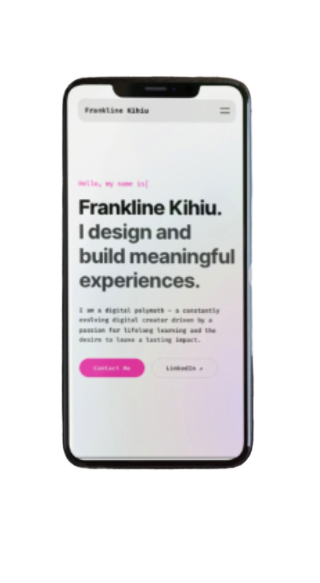 Frankline Kihiu
Hello, my name is|
Frankline Kihiu.
I design and
build meaningful
experiences.
I am a digital polymath – a constantly
evolving digital creator driven by a
passion for lifelong learning and the
desire to leave a lasting impact.
Contact Me
LinkedIn ↗